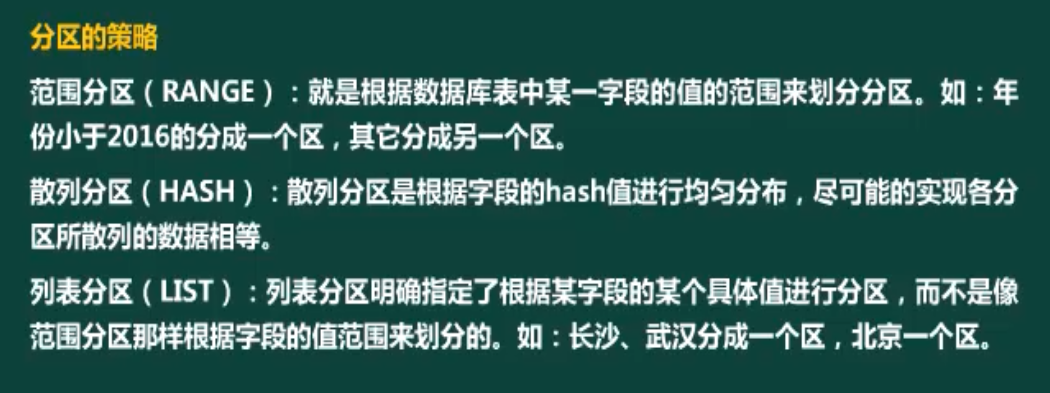 分区的策略
范围分区（RANGE）：就是根据数据库表中某一字段的值的范围来划分分区。如：年
份小于2016的分成一个区，其它分成另一个区。
散列分区（HASH）：散列分区是根据字段的hash值进行均匀分布，尽可能的实现各分
区所散列的数据相等。
列表分区（LIST）：列表分区明确指定了根据某字段的某个具体值进行分区，而不是像
范围分区那样根据字段的值范围来划分的。如：长沙、武汉分成一个区，北京一个区。